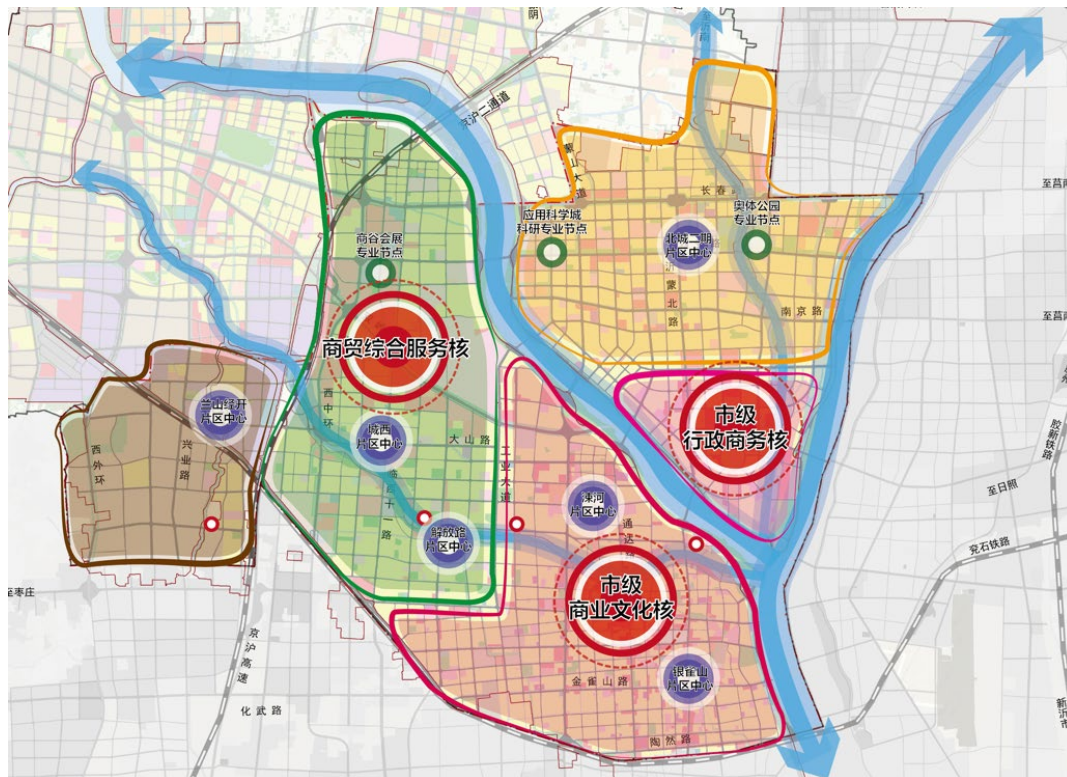 京沪二通道
蒙山大道
长春
应用科学城
科研专业节点
奥体公园
专业节点
北城二期
片区中心
商谷会展
专业节点
沂蒙北路
南京路
至莒南
至莒南
商贸综合服务核
兰山经开
片区中心
西中环
城西
片区中心
大山路
工业大道
市级
行政商务核
胶新铁路
至日照
西外环
兴业路
解放路
片区中心
涑河
片区中心
兖石铁路
至枣庄
市级
商业文化核
京沪高速
金雀山路
银雀山
片区中心
化武路
陶然路
新沂市